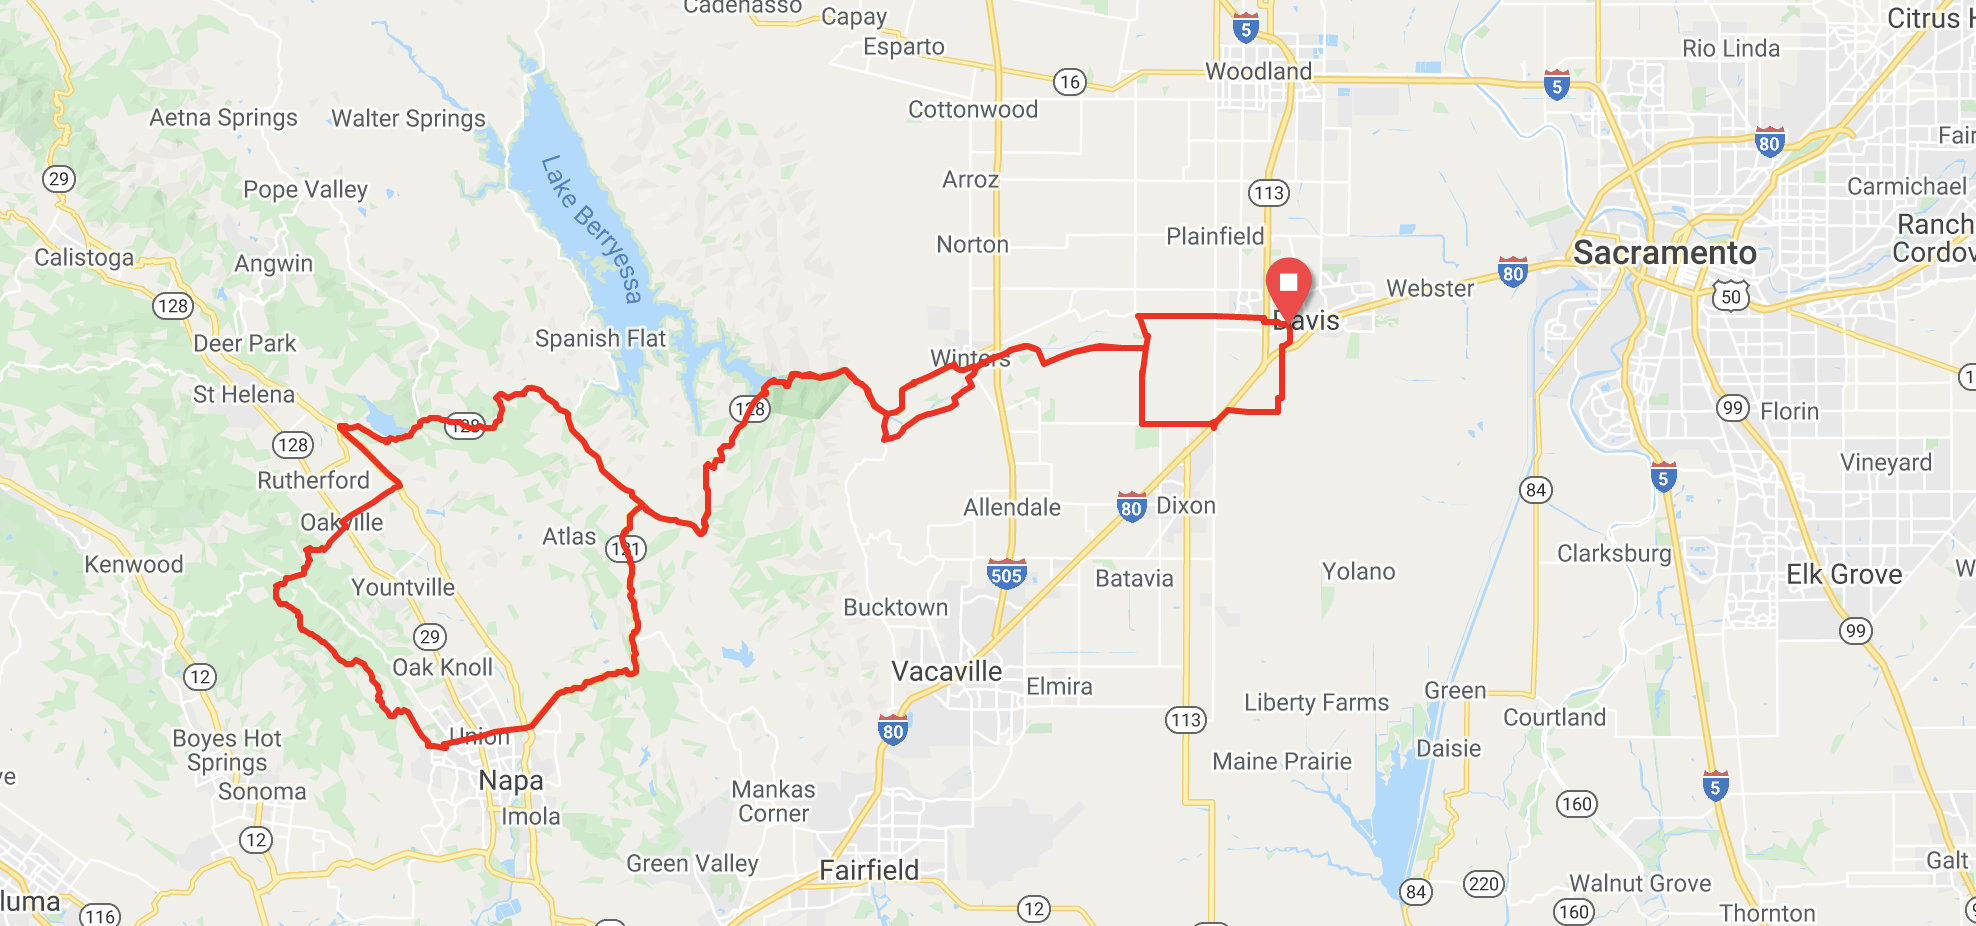 Cadenasso
Capay
Esparto
5
Citrus H
Rio Linda
Woodland
16
5
Aetna Springs
Walter Springs
Cottonwood
80
Fair
29
Pope Valley
Arroz
113
Carmichael
Lake Berryessa
Ranch
Cordov
Plainfield
Norton
Sacramento
Calistoga
Angwin
80
Webster
50
128
Davis
Deer Park
Spanish Flat
Winters
1
St Helena
128
128
128
99
Florin
Rutherford
Vineyard
5
84
Oakville
Allendale
80
Dixon
Atlas
121
Kenwood
Clarksburg
505
Batavia
Yolano
Elk Grove
W
Yountville
Bucktown
29
99
Oak Knoll
12
Vacaville
Elmira
Green
Liberty Farms
Courtland
113
80
Union
Boyes Hot
Springs
Daisie
Maine Prairie
Napa
Sonoma
Mankas
Corner
5
ve
160
Imola
12
Green Valley
Fairfield
Galt
84
220
Walnut Grove
luma
116
12
160
Thornton